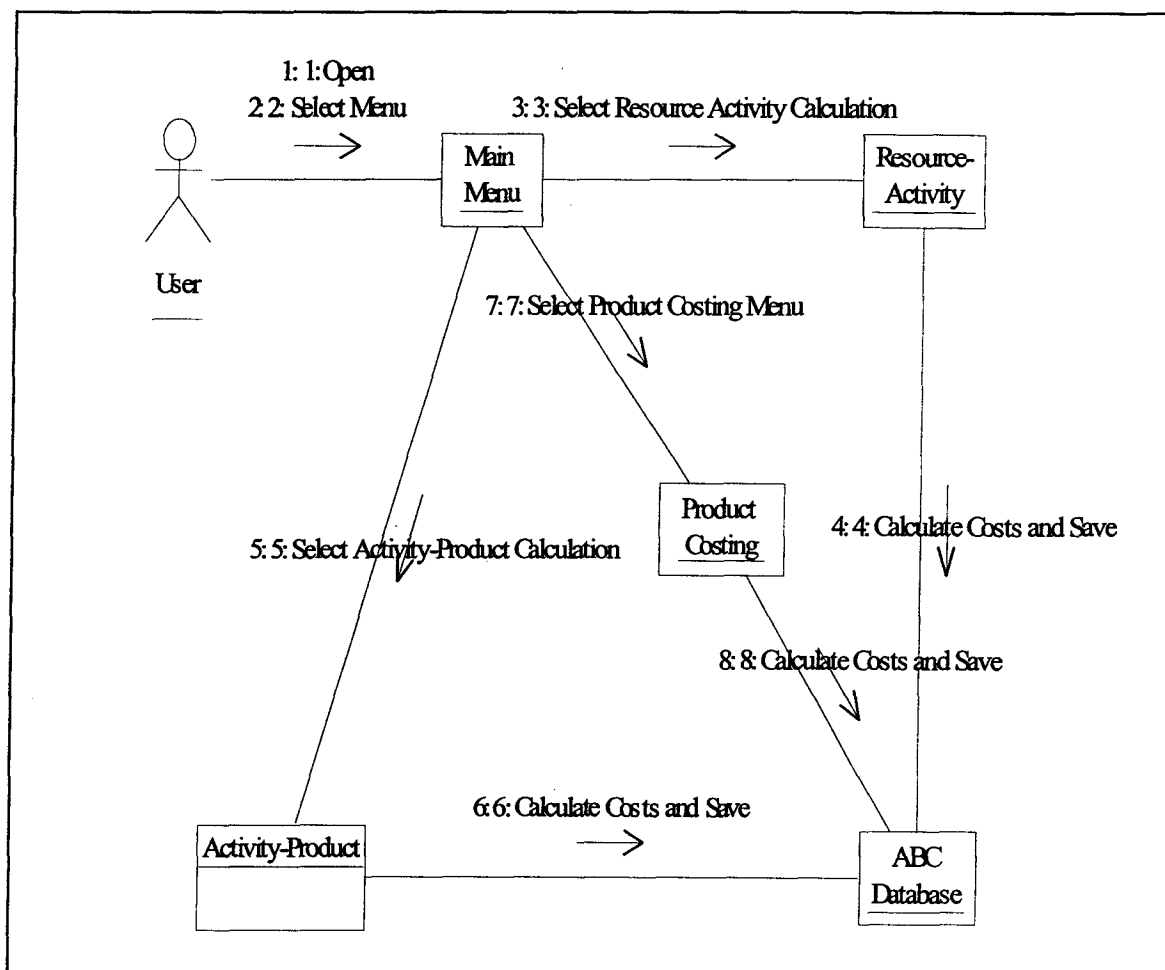 1: 1: Open
2: 2: Select Menu
3: 3: Select Resource Activity Calculation
Main
Menu
Resource-
Activity
User
7: 7: Select Product Costing Menu
Product
Costing
4: 4: Calculate Costs and Save
5: 5: Select Activity-Product Calculation
8: 8: Calculate Costs and Save
6: 6: Calculate Costs and Save
Activity-Product
ABC
Database